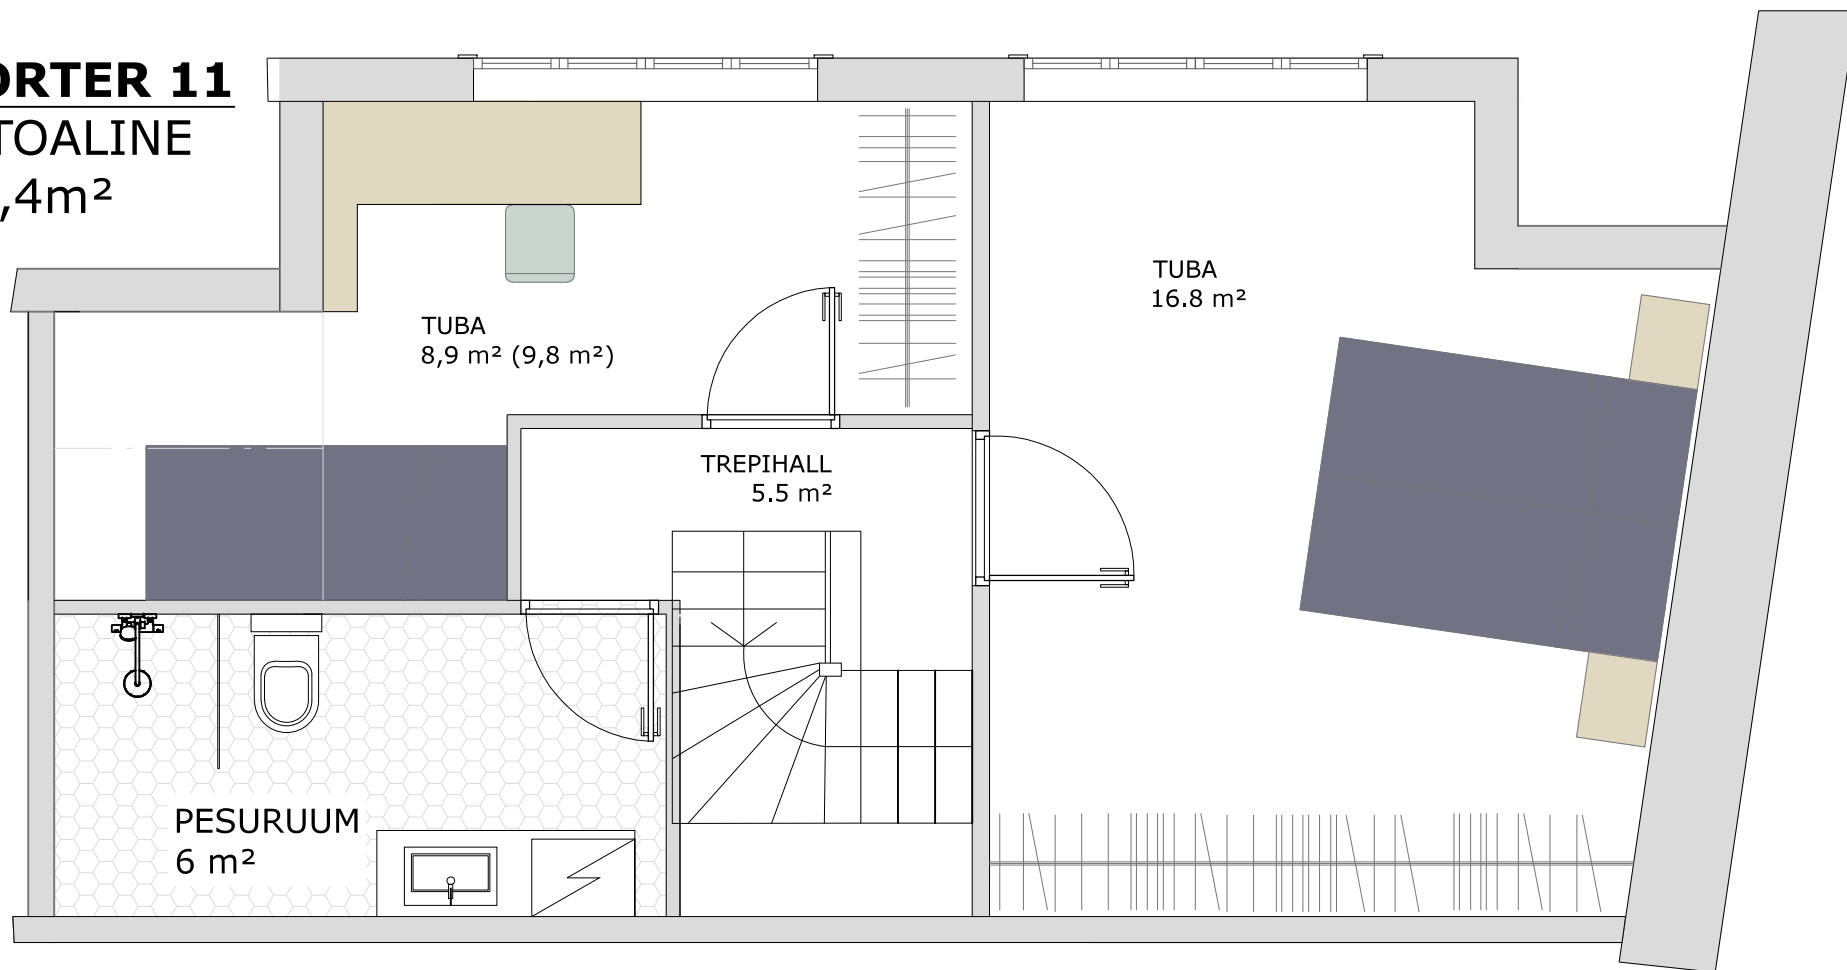 ORTER 11
TOALINE
,4m²
TUBA
8,9 m² (9,8 m²)
TUBA
16.8 m²
TREPIHALL
5.5 m²
PESURUUM
6 m²